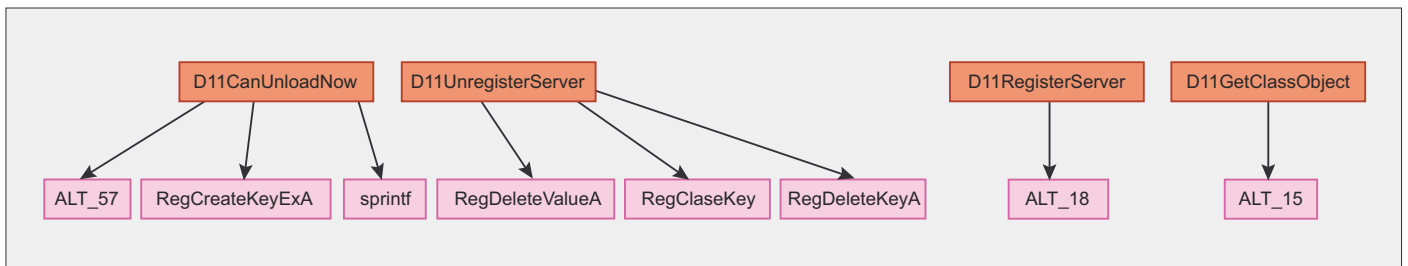 D11CanUnloadNow
D11UnregisterServer
D11RegisterServer
D11GetClassObject
ALT_57
RegCreateKeyExA
sprintf
RegDeleteValueA
RegClaseKey
RegDeleteKeyA
ALT_18
ALT_15